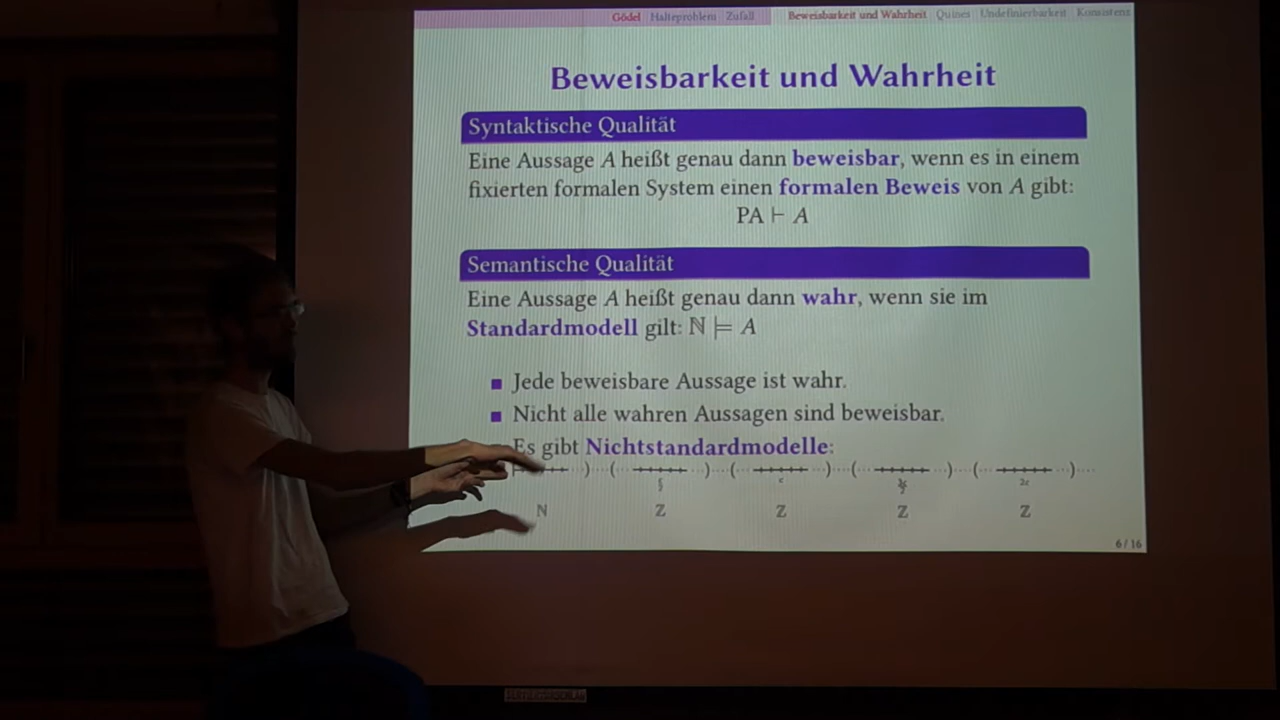 Gödel Halteproblem Zufall Beweisbarkeit und Wahrheit Quines Undefinierbarkeit Konsistenz
Beweisbarkeit und Wahrheit
Syntaktische Qualität
Eine Aussage A heißt genau dann beweisbar, wenn es in einem
fixierten formalen System einen formalen Beweis von A gibt:
PA ⊢ A
Semantische Qualität
Eine Aussage A heißt genau dann wahr, wenn sie im
Standardmodell gilt: ℕ ⊨ A
Jede beweisbare Aussage ist wahr.
Nicht alle wahren Aussagen sind beweisbar.
Es gibt Nichtstandardmodelle:
ℕ ℤ ℤ ℤ ℤ
6 / 16